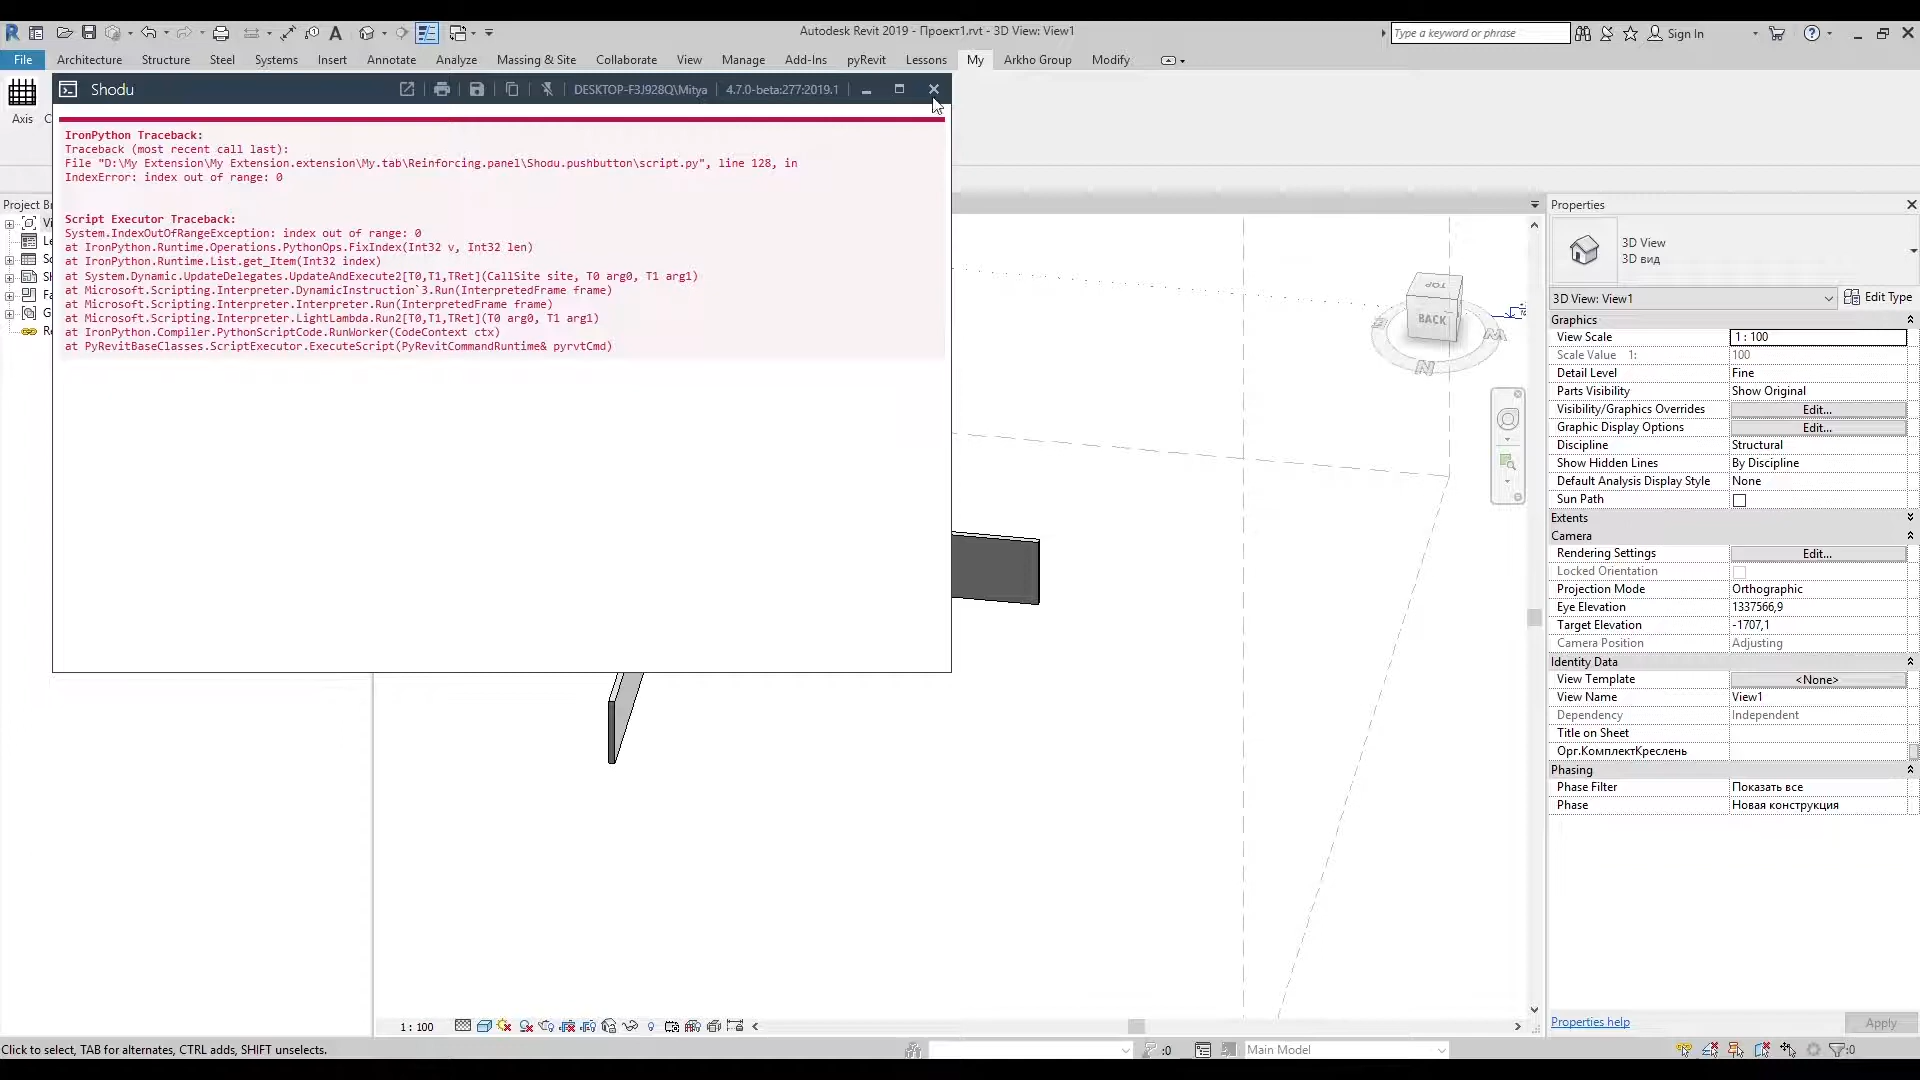 Autodesk Revit 2019 - Проект1.rvt - 3D View: View1
Type a keyword or phrase
Sign In
File
Architecture
Structure
Steel
Systems
Insert
Annotate
Analyze
Massing & Site
Collaborate
View
Manage
Add-Ins
pyRevit
Lessons
My
Arkho Group
Modify
Axis
Shodu
DESKTOP-F3J928Q\Mitya
4.7.0-beta:277:2019.1
IronPython Traceback:
Traceback (most recent call last):
File "D:\My Extension\My Extension.extension\My.tab\Reinforcing.panel\Shodu.pushbutton\script.py", line 128, in
IndexError: index out of range: 0
Script Executor Traceback:
System.IndexOutOfRangeException: index out of range: 0
at IronPython.Runtime.Operations.PythonOps.FixIndex(Int32 v, Int32 len)
at IronPython.Runtime.List.get_Item(Int32 index)
at System.Dynamic.UpdateDelegates.UpdateAndExecute2[T0,T1,TRet](CallSite site, T0 arg0, T1 arg1)
at Microsoft.Scripting.Interpreter.DynamicInstruction`3.Run(InterpretedFrame frame)
at Microsoft.Scripting.Interpreter.Interpreter.Run(InterpretedFrame frame)
at Microsoft.Scripting.Interpreter.LightLambda.Run2[T0,T1,TRet](T0 arg0, T1 arg1)
at IronPython.Compiler.PythonScriptCode.RunWorker(CodeContext ctx)
at PyRevitBaseClasses.ScriptExecutor.ExecuteScript(PyRevitCommandRuntime& pyrvtCmd)
Project Br
TOP
BACK
N
Properties
3D View
3D вид
3D View: View1
Edit Type
Graphics
View Scale 1 : 100
Scale Value 1: 100
Detail Level Fine
Parts Visibility Show Original
Visibility/Graphics Overrides Edit...
Graphic Display Options Edit...
Discipline Structural
Show Hidden Lines By Discipline
Default Analysis Display Style None
Sun Path
Extents
Camera
Rendering Settings Edit...
Locked Orientation
Projection Mode Orthographic
Eye Elevation 1337566,9
Target Elevation -1707,1
Camera Position Adjusting
Identity Data
View Template <None>
View Name View1
Dependency Independent
Title on Sheet
Орг.КомплектКреслень
Phasing
Phase Filter Показать все
Phase Новая конструкция
Properties help
Apply
1 : 100
Click to select, TAB for alternates, CTRL adds, SHIFT unselects.
:0
Main Model
:0